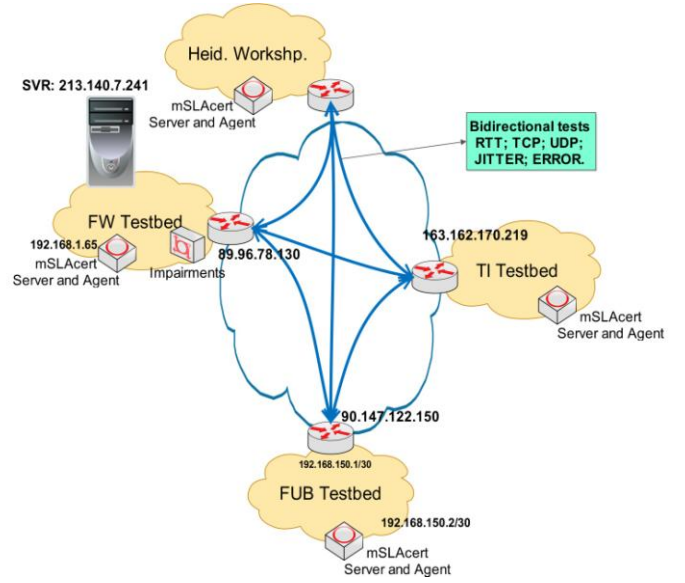 Heid. Workshp.
SVR: 213.140.7.241
mSLAcert
Server and Agent
Bidirectional tests
RTT; TCP; UDP;
JITTER; ERROR.
FW Testbed
192.168.1.65
mSLAcert
Server and Agent
Impairments
89.96.78.130
163.162.170.219
TI Testbed
mSLAcert
Server and Agent
90.147.122.150
192.168.150.1/30
FUB Testbed
192.168.150.2/30
mSLAcert
Server and Agent